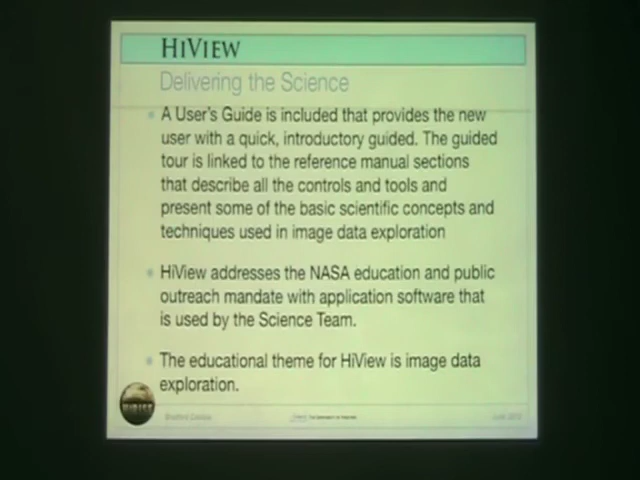 HiVIEW
Delivering the Science
A User's Guide is included that provides the new
user with a quick, introductory guided. The guided
tour is linked to the reference manual sections
that describe all the controls and tools and
present some of the basic scientific concepts and
techniques used in image data exploration
HiView addresses the NASA education and public
outreach mandate with application software that
is used by the Science Team.
The educational theme for HiView is image data
exploration.
HiRISE